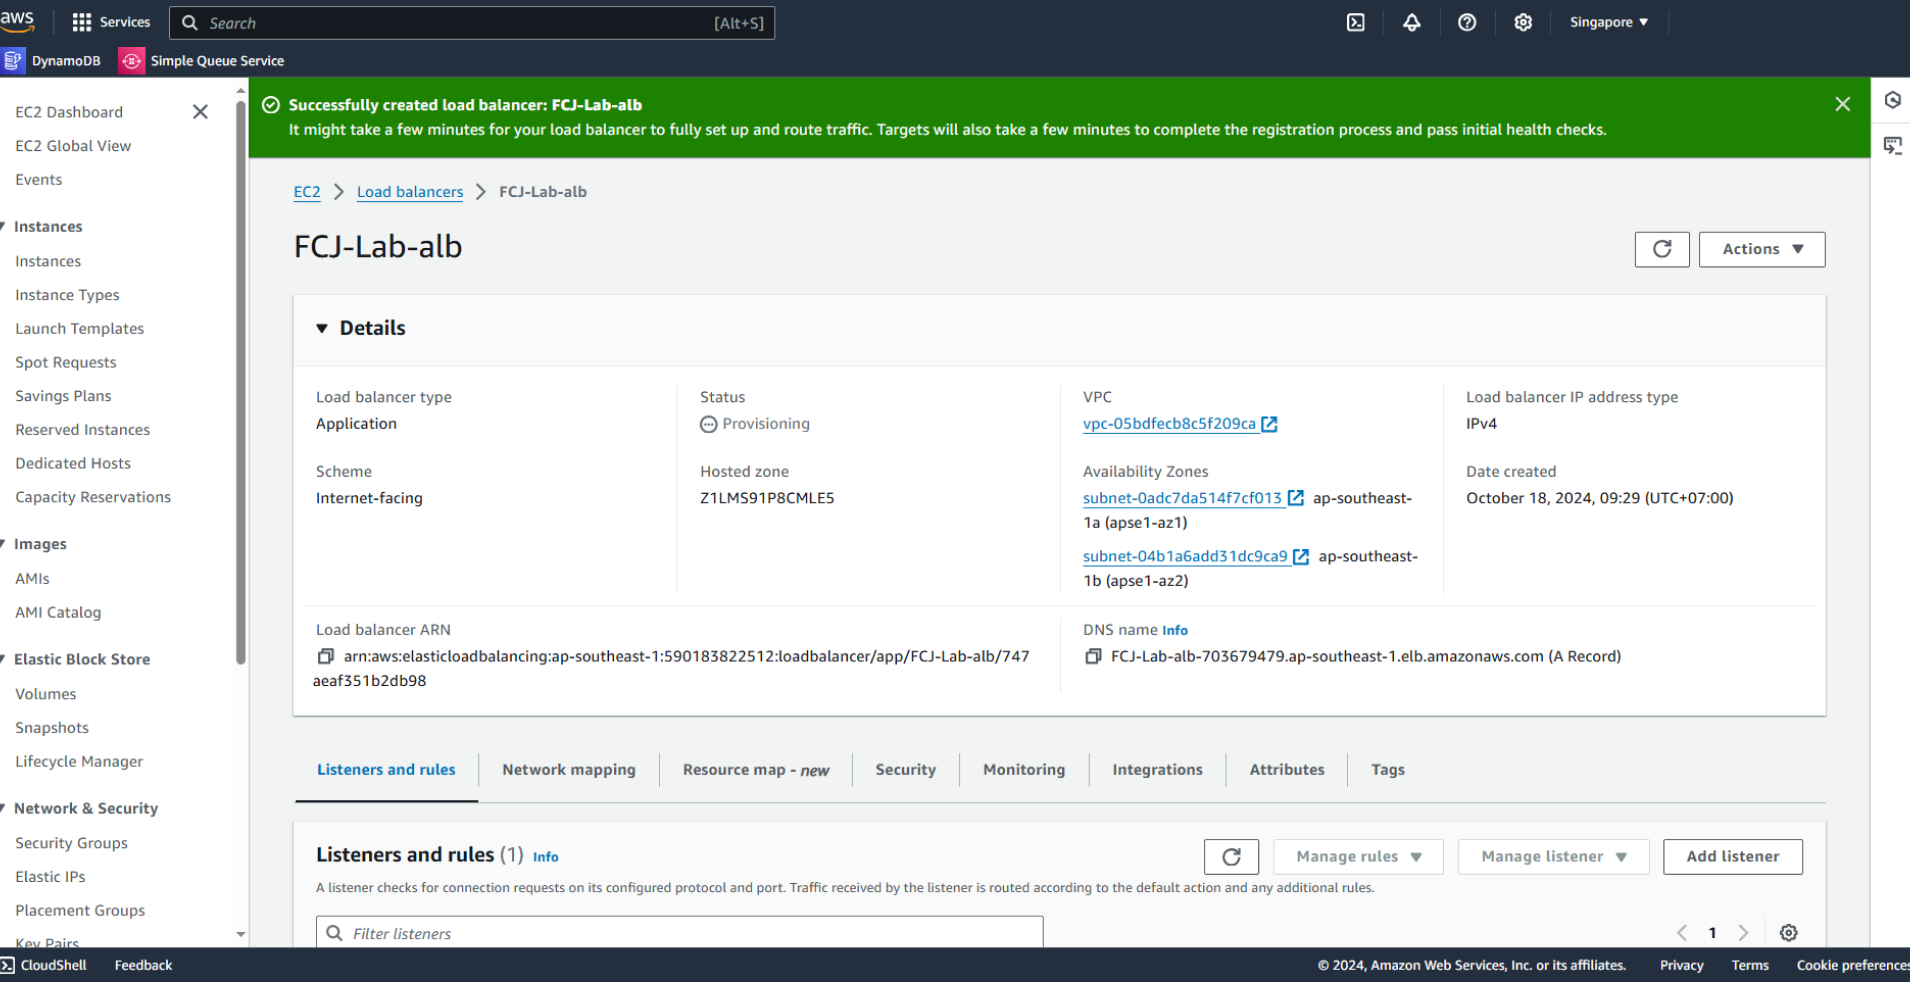 aws
Services
Search
[Alt+S]
Singapore ▼
DynamoDB
Simple Queue Service
EC2 Dashboard
EC2 Global View
Events
Instances
Instances
Instance Types
Launch Templates
Spot Requests
Savings Plans
Reserved Instances
Dedicated Hosts
Capacity Reservations
Images
AMIs
AMI Catalog
Elastic Block Store
Volumes
Snapshots
Lifecycle Manager
Network & Security
Security Groups
Elastic IPs
Placement Groups
Key Pairs
Successfully created load balancer: FCJ-Lab-alb
It might take a few minutes for your load balancer to fully set up and route traffic. Targets will also take a few minutes to complete the registration process and pass initial health checks.
EC2 > Load balancers > FCJ-Lab-alb
FCJ-Lab-alb
Actions ▼
▼ Details
Load balancer type
Application
Scheme
Internet-facing
Status
Provisioning
Hosted zone
Z1LMS91P8CMLE5
VPC
vpc-05bdfecb8c5f209ca
Availability Zones
subnet-0adc7da514f7cf013 ap-southeast-
1a (apse1-az1)
subnet-04b1a6add31dc9ca9 ap-southeast-
1b (apse1-az2)
Load balancer IP address type
IPv4
Date created
October 18, 2024, 09:29 (UTC+07:00)
Load balancer ARN
arn:aws:elasticloadbalancing:ap-southeast-1:590183822512:loadbalancer/app/FCJ-Lab-alb/747
aeaf351b2db98
DNS name Info
FCJ-Lab-alb-703679479.ap-southeast-1.elb.amazonaws.com (A Record)
Listeners and rules
Network mapping
Resource map - new
Security
Monitoring
Integrations
Attributes
Tags
Listeners and rules (1) Info
Manage rules ▼
Manage listener ▼
Add listener
A listener checks for connection requests on its configured protocol and port. Traffic received by the listener is routed according to the default action and any additional rules.
Filter listeners
1
CloudShell
Feedback
© 2024, Amazon Web Services, Inc. or its affiliates.
Privacy
Terms
Cookie preferences